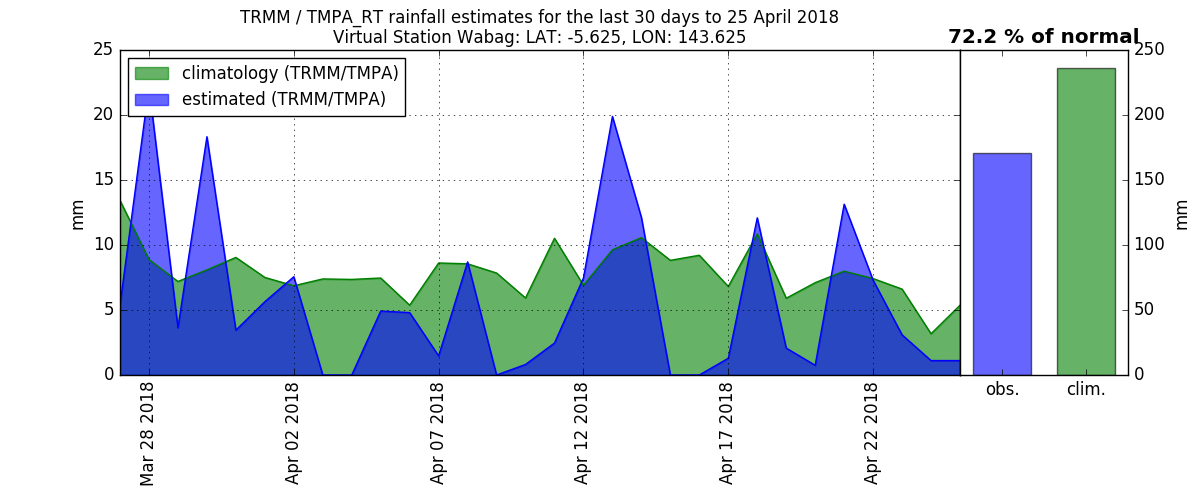 TRMM / TMPA_RT rainfall estimates for the last 30 days to 25 April 2018
Virtual Station Wabag: LAT: -5.625, LON: 143.625
72.2 % of normal
climatology (TRMM/TMPA)
estimated (TRMM/TMPA)
25
20
15
10
5
0
mm
Mar 28 2018
Apr 02 2018
Apr 07 2018
Apr 12 2018
Apr 17 2018
Apr 22 2018
obs.
clim.
250
200
150
100
50
0
mm